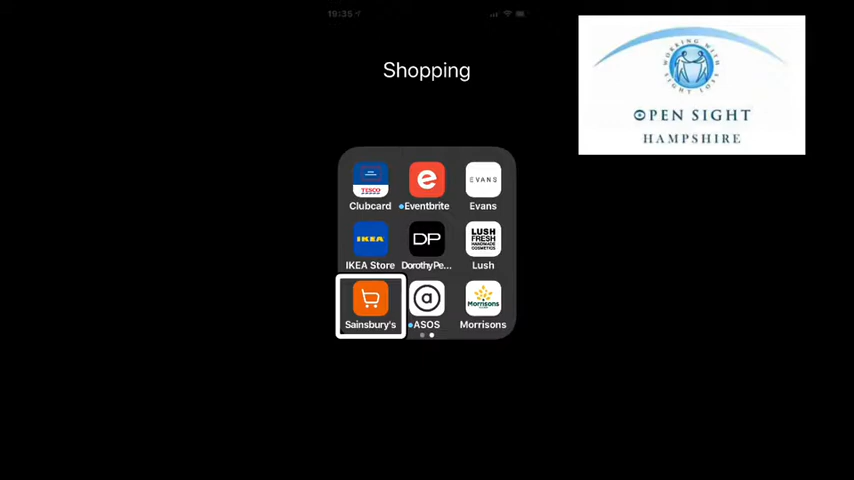 19:35
WORKING WITH SIGHT LOSS
OPEN SIGHT
HAMPSHIRE
Shopping
TESCO
e
EVANS
Clubcard
Eventbrite
Evans
IKEA
DP
LUSH
FRESH
HANDMADE
COSMETICS
IKEA Store
DorothyPe...
Lush
a
Morrisons
Sainsbury's
ASOS
Morrisons